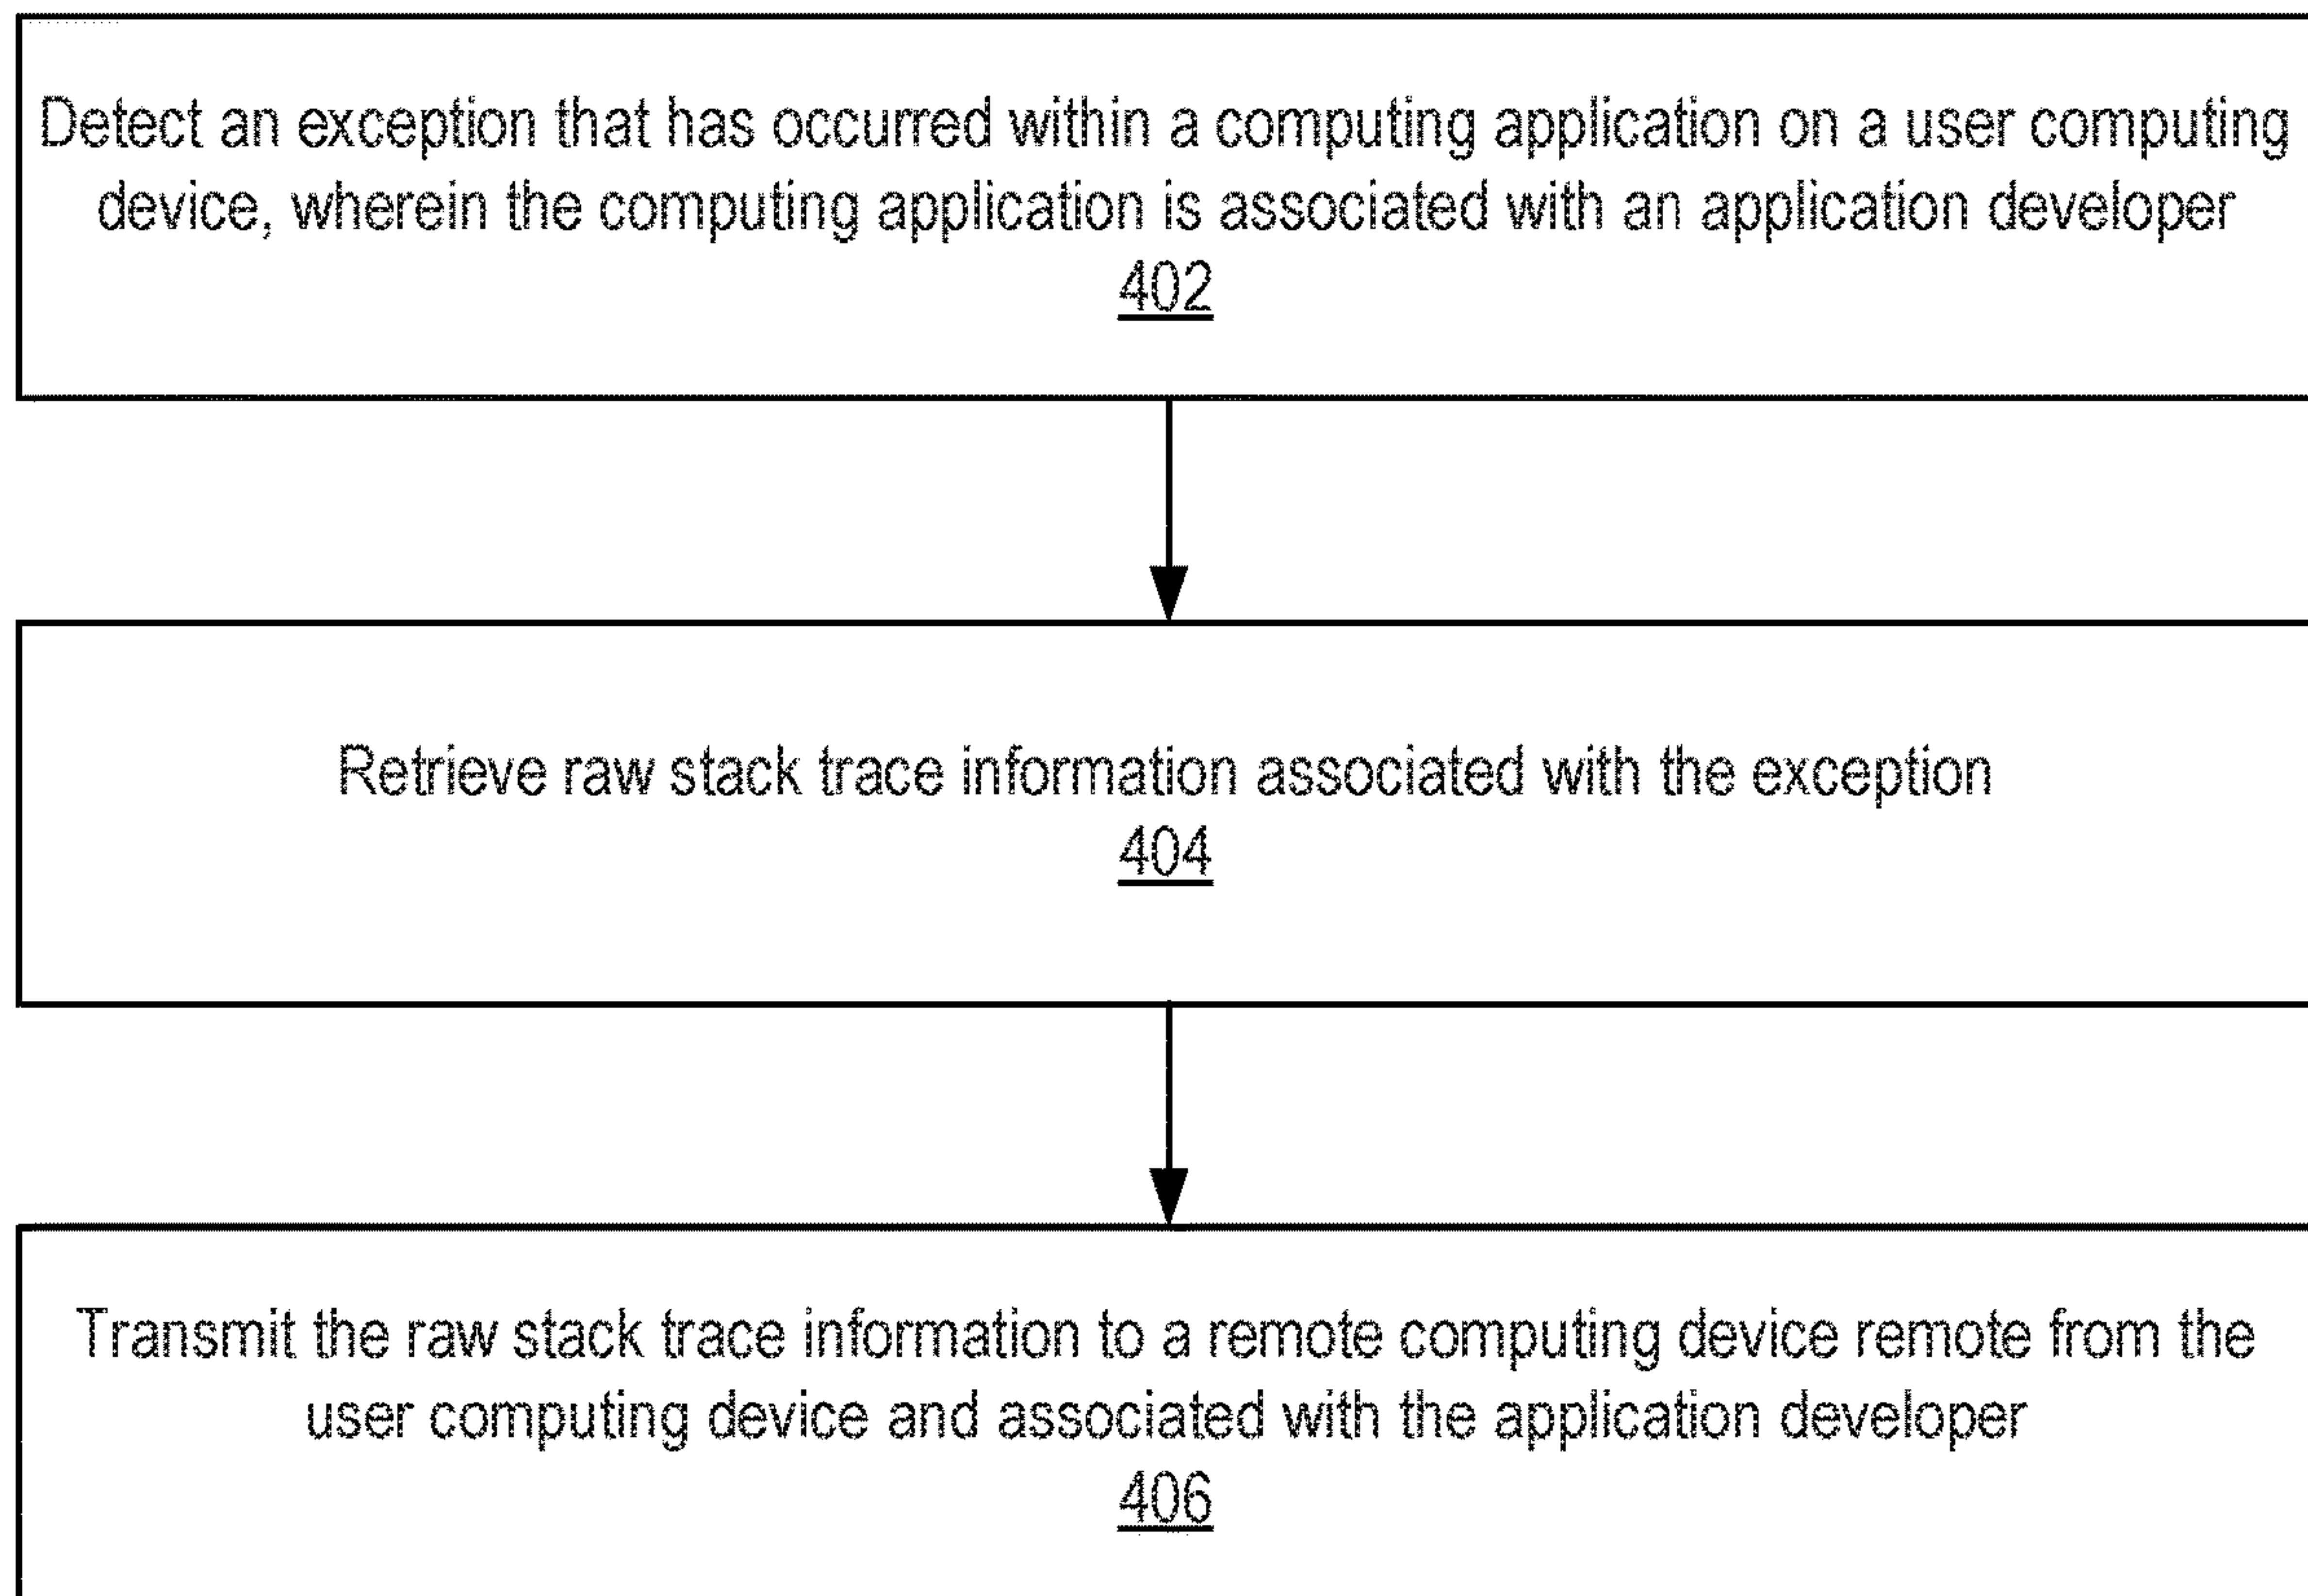 Detect an exception that has occurred within a computing application on a user computing
device, wherein the computing application is associated with an application developer
402
Retrieve raw stack trace information associated with the exception
404
Transmit the raw stack trace information to a remote computing device remote from the
user computing device and associated with the application developer
406